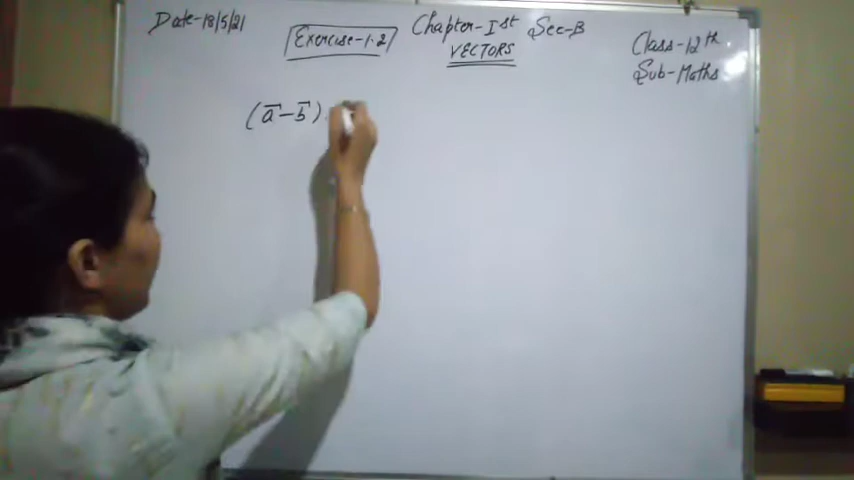 Date-18/5/21
Exercise-1.2
Chapter-Ist Sec-B
VECTORS
Class-12th
Sub-Maths
(a⃗-b⃗).